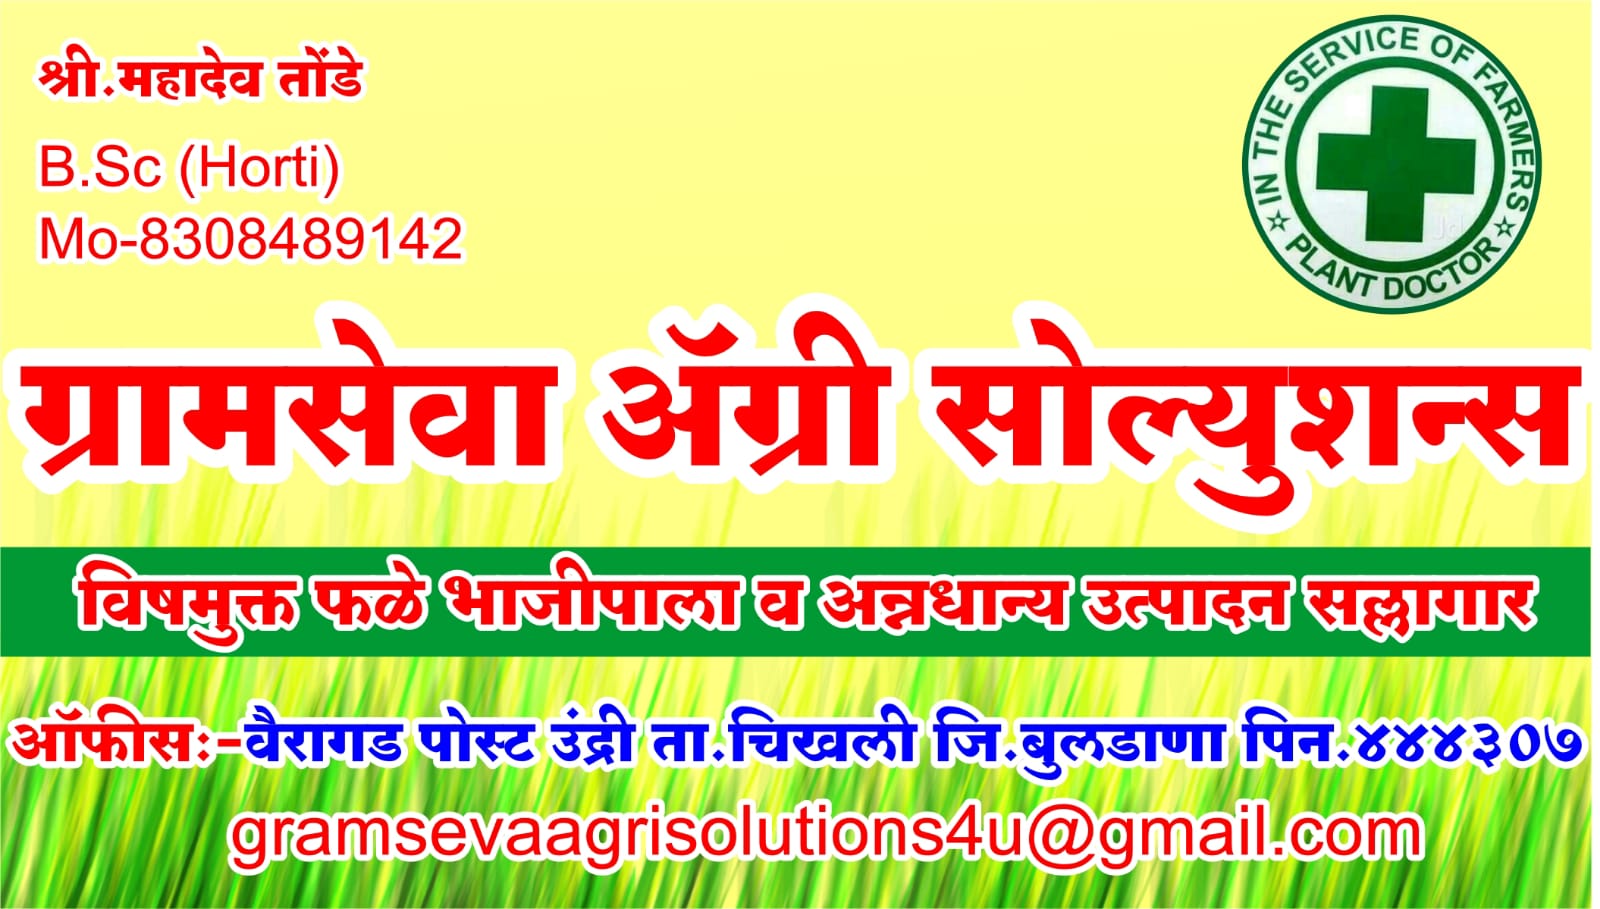 श्री.महादेव तोंडे
B.Sc (Horti)
Mo-8308489142
IN THE SERVICE OF FARMERS
☆ PLANT DOCTOR ☆
ग्रामसेवा ॲग्री सोल्युशन्स
विषमुक्त फळे भाजीपाला व अन्नधान्य उत्पादन सल्लागार
ऑफीसः-वैरागड पोस्ट उंद्री ता.चिखली जि.बुलडाणा पिन.४४४३०७
gramsevaagrisolutions4u@gmail.com